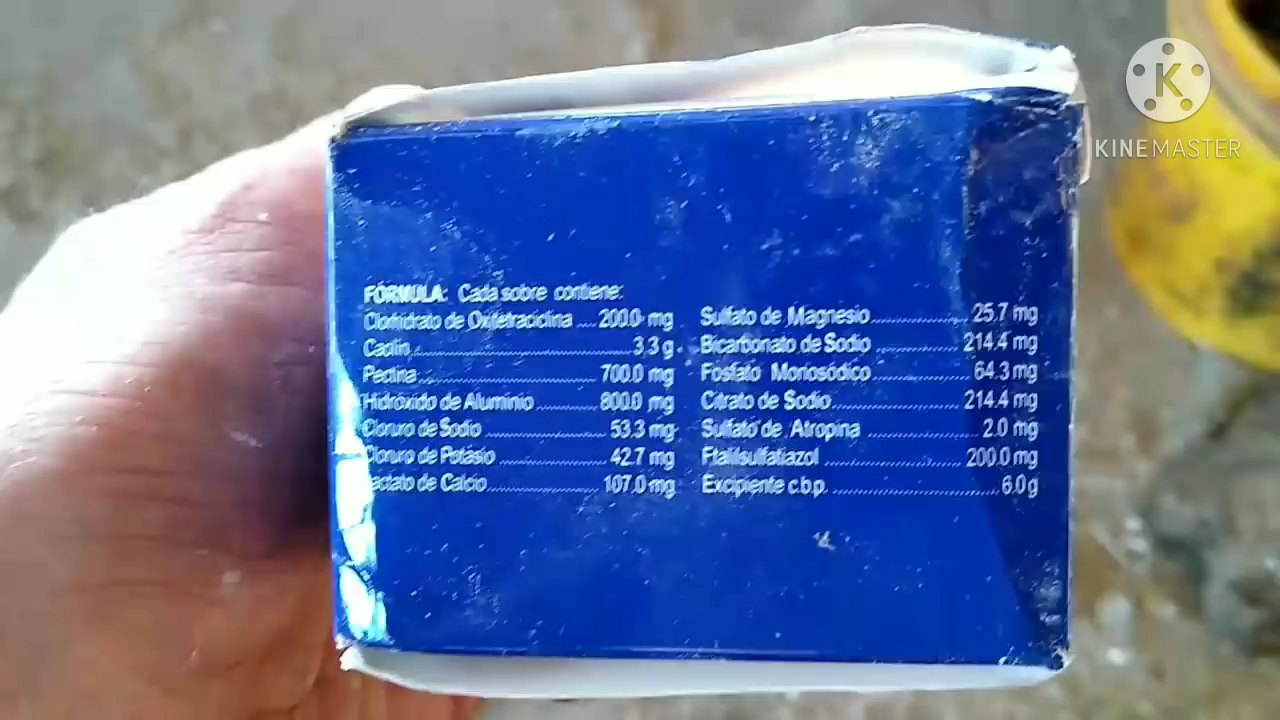 FÓRMULA: Cada sobre contiene:
Clorhidrato de Oxitetraciclina .... 200.0 mg
Caolin ........ 3.3 g.
Pectina ........ 700.0 mg
Hidróxido de Aluminio ........ 800.0 mg
Cloruro de Sodio ........ 53.3 mg
Cloruro de Potasio ........ 42.7 mg
Lactato de Calcio ........ 107.0 mg
Sulfato de Magnesio ........ 25.7 mg
Bicarbonato de Sodio ........ 214.4 mg
Fosfato Monosódico ........ 64.3 mg
Citrato de Sodio ........ 214.4 mg
Sulfato de Atropina ........ 2.0 mg
Ftalilsulfatiazol ........ 200.0 mg
Excipiente c.b.p. ........ 6.0 g
K
KINEMASTER